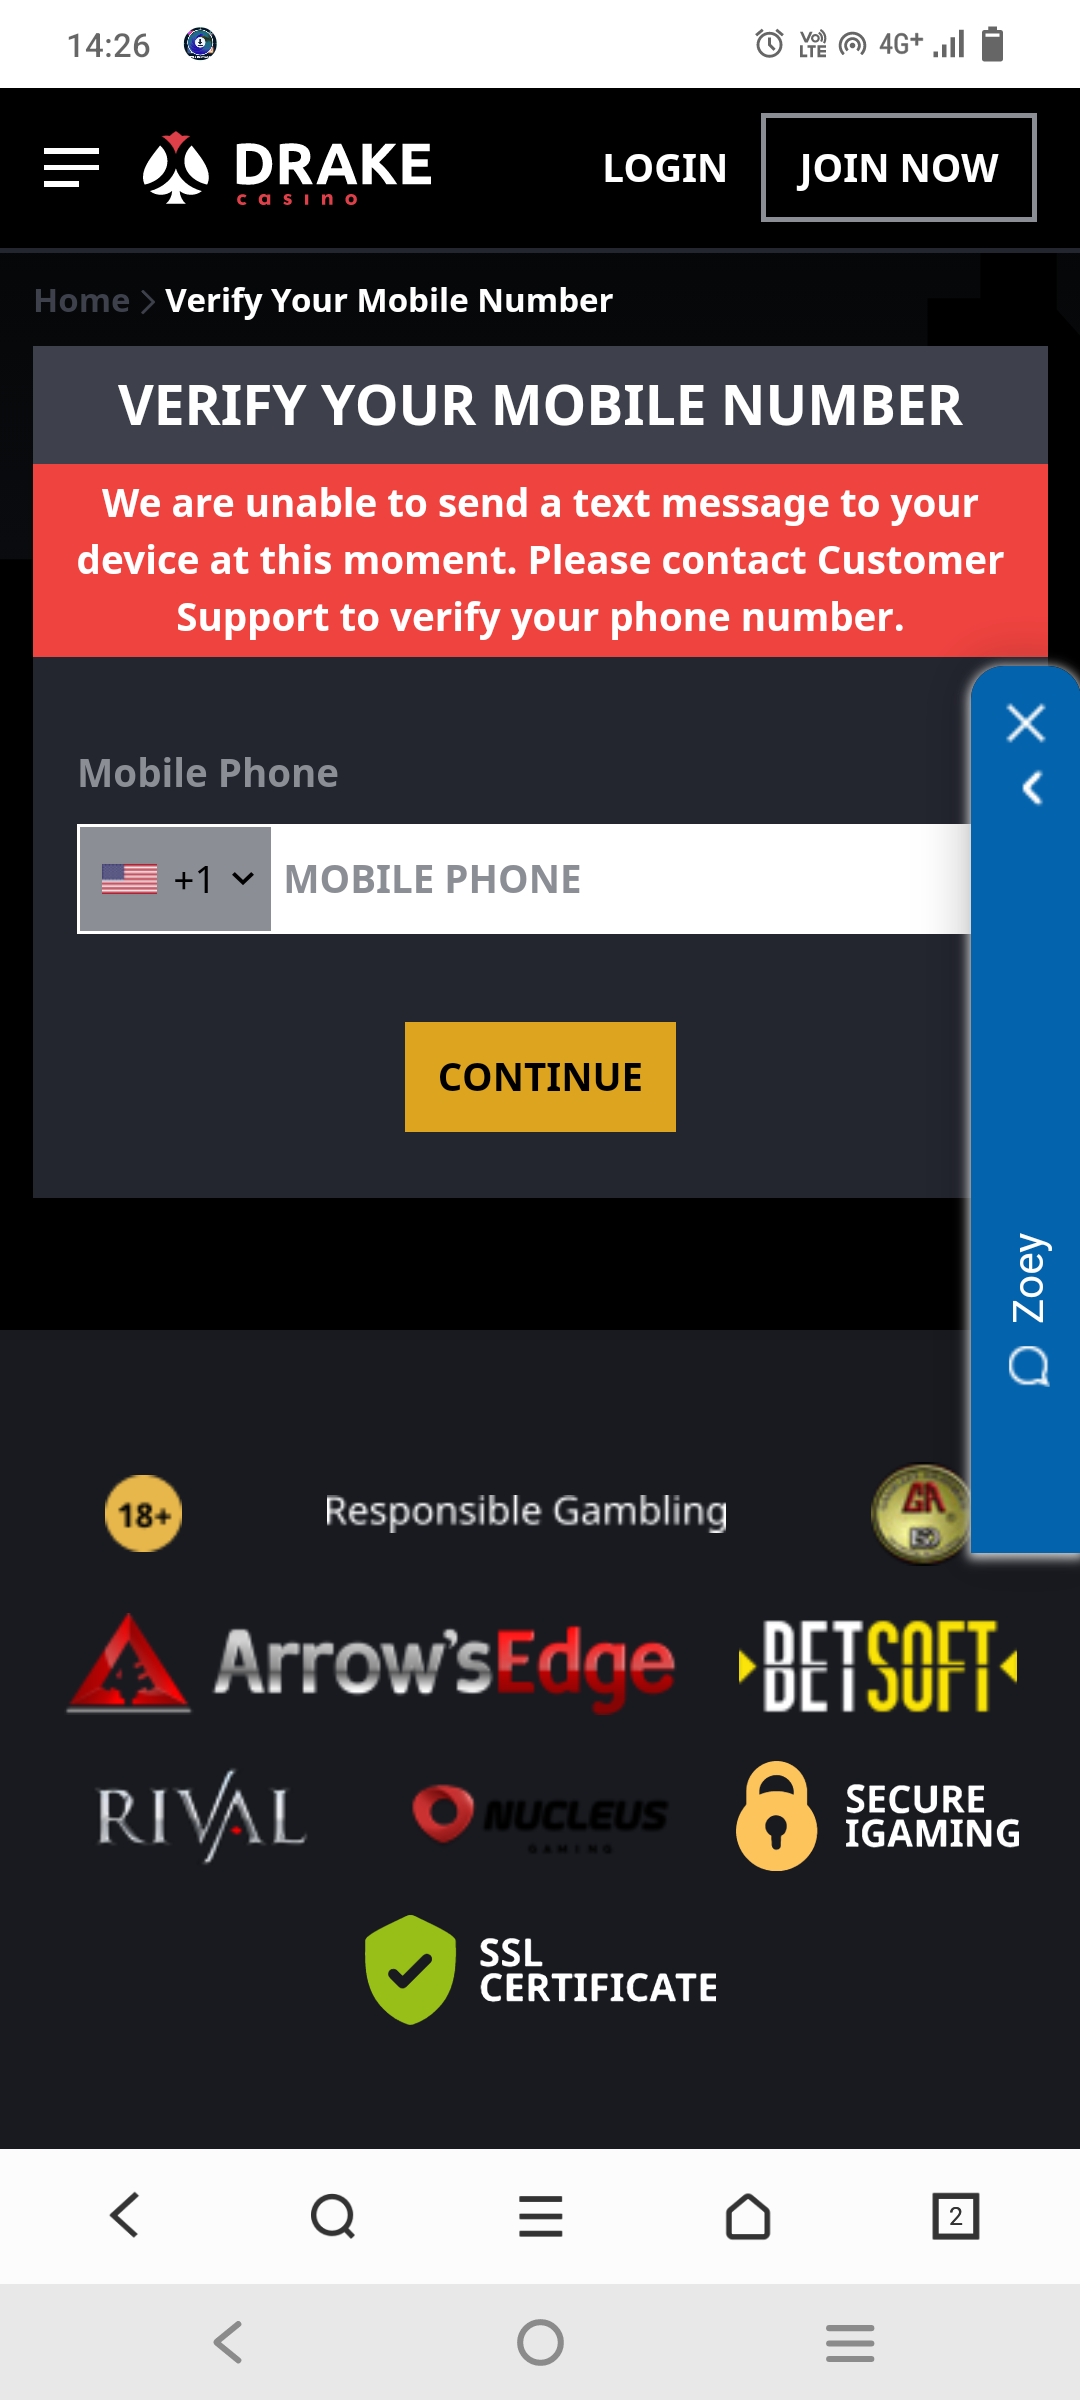 14:26
Vo)) LTE
4G+
DRAKE
casino
LOGIN
JOIN NOW
Home
Verify Your Mobile Number
VERIFY YOUR MOBILE NUMBER
We are unable to send a text message to your
device at this moment. Please contact Customer
Support to verify your phone number.
Mobile Phone
+1
MOBILE PHONE
CONTINUE
Zoey
18+
Responsible Gambling
GA
Arrow'sEdge
BETSOFT
RIVAL
NUCLEUS
GAMING
SECURE
IGAMING
SSL
CERTIFICATE
2